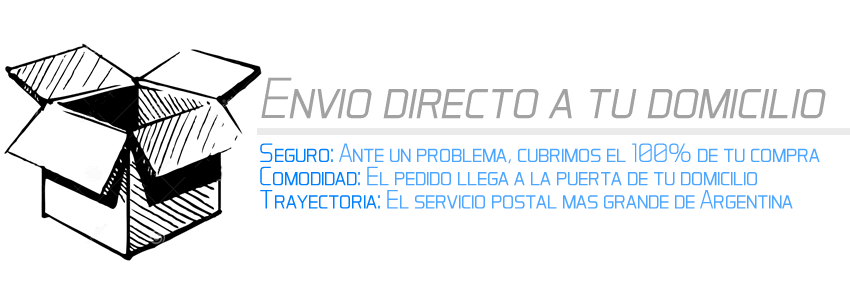 Envio directo a tu domicilio
Seguro: Ante un problema, cubrimos el 100% de tu compra
Comodidad: El pedido llega a la puerta de tu domicilio
Trayectoria: El servicio postal mas grande de Argentina